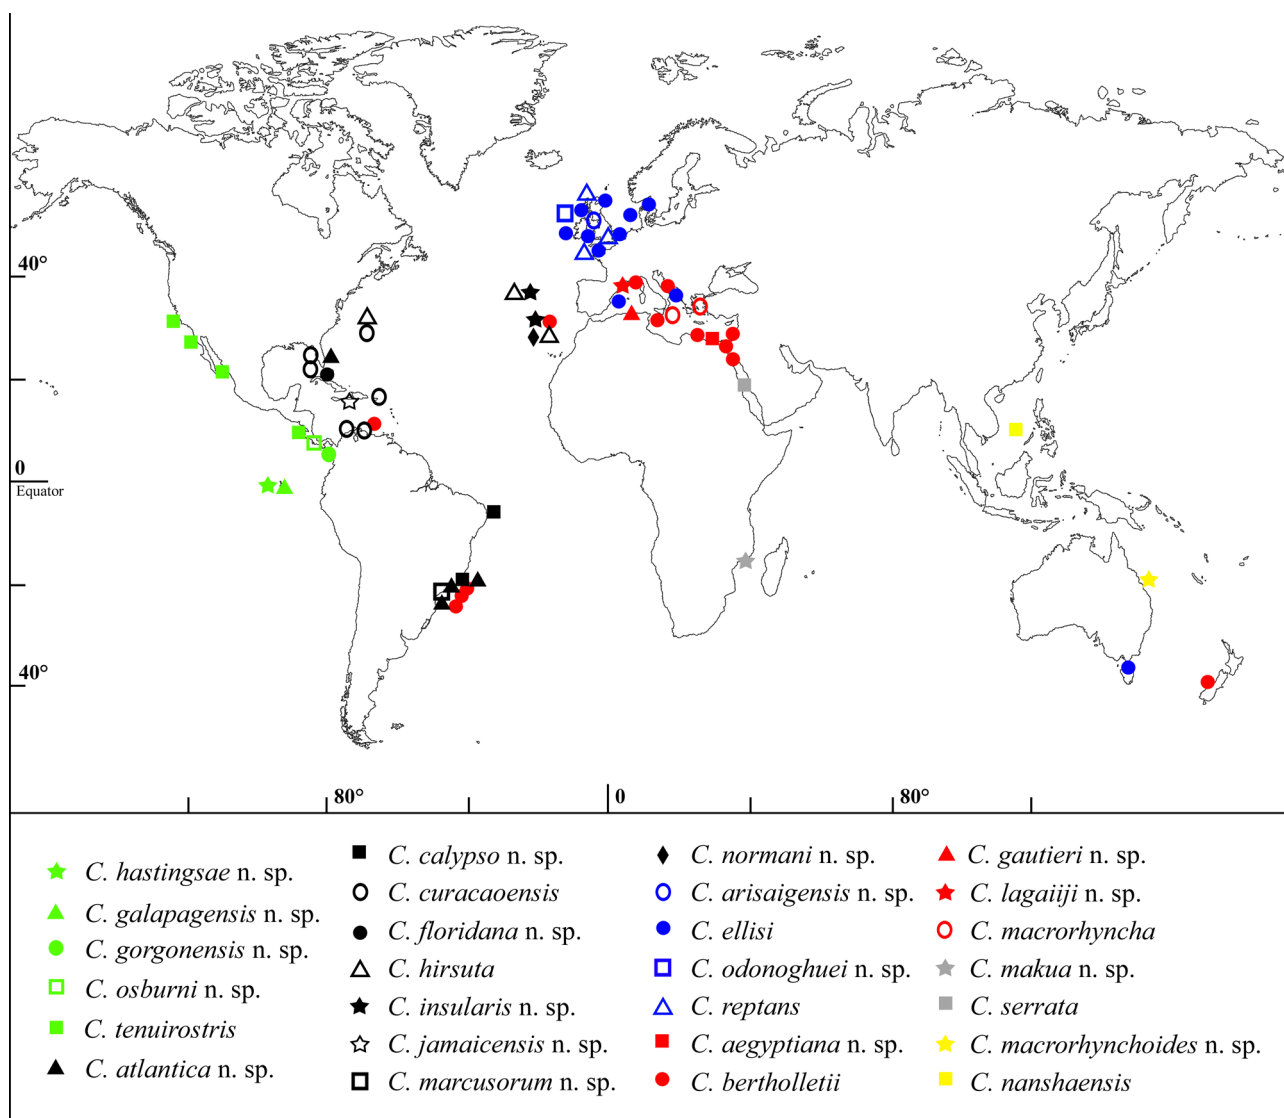 40°
0
Equator
40°
80°
0
80°
C. hastingsae n. sp.
C. galapagensis n. sp.
C. gorgonensis n. sp.
C. osburni n. sp.
C. tenuirostris
C. atlantica n. sp.
C. calypso n. sp.
C. curacaoensis
C. floridana n. sp.
C. hirsuta
C. insularis n. sp.
C. jamaicensis n. sp.
C. marcusorum n. sp.
C. normani n. sp.
C. arisaigensis n. sp.
C. ellisi
C. odonoghuei n. sp.
C. reptans
C. aegyptiana n. sp.
C. bertholletii
C. gautieri n. sp.
C. lagaiiji n. sp.
C. macrorhyncha
C. makua n. sp.
C. serrata
C. macrorhynchoides n. sp.
C. nanshaensis